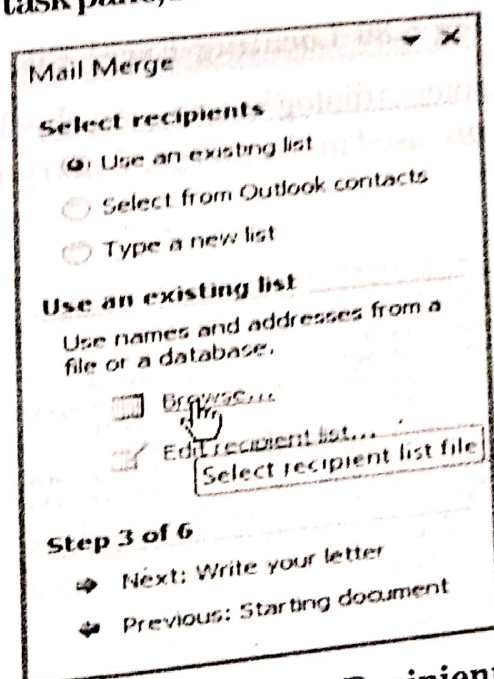 task
Mail Merge
Select recipients
Use an existing list
Select from Outlook contacts
Type a new list
Use an existing list
Use names and addresses from a
file or a database.
Browse...
Edit recipient list...
Select recipient list file
Step 3 of 6
Next: Write your letter
Previous: Starting document